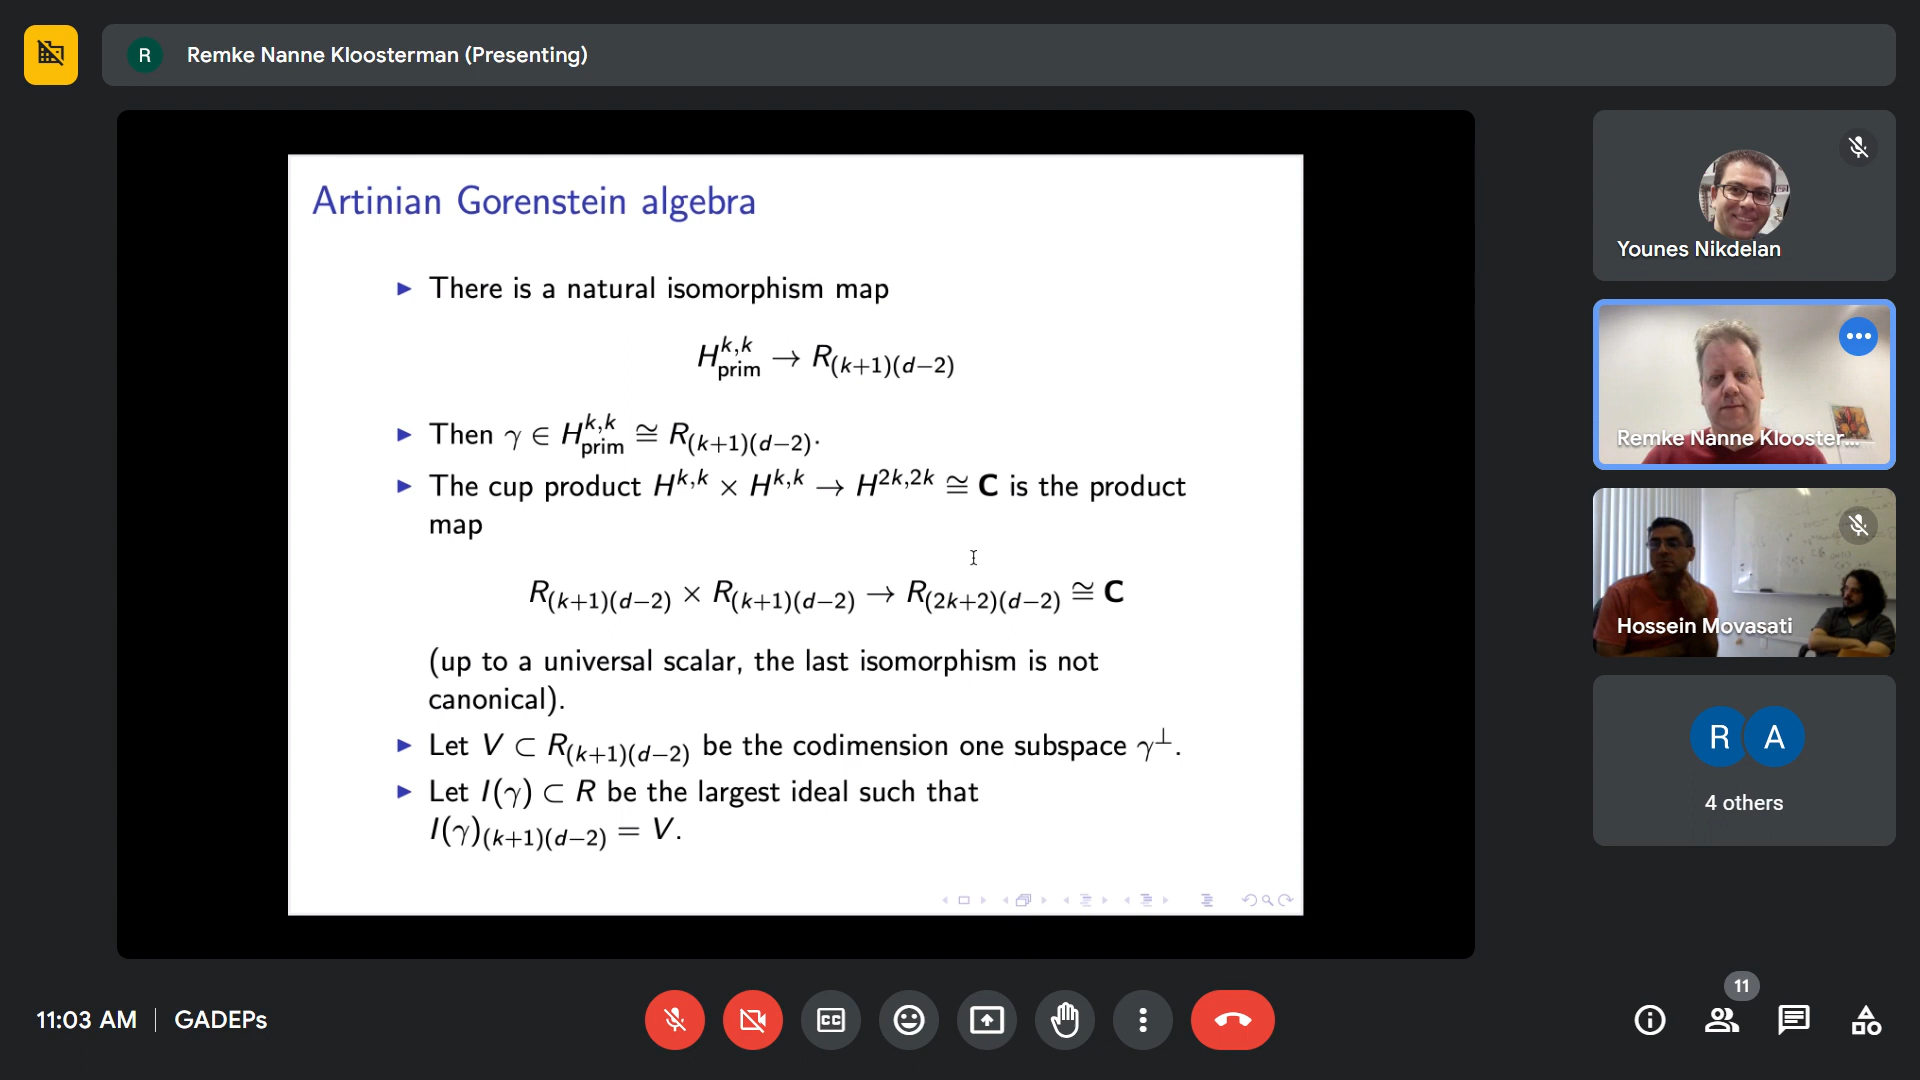 R Remke Nanne Kloosterman (Presenting)
Artinian Gorenstein algebra
▶ There is a natural isomorphism map
H^{k,k}_{prim} → R_{(k+1)(d−2)}
▶ Then γ ∈ H^{k,k}_{prim} ≅ R_{(k+1)(d−2)}.
▶ The cup product H^{k,k} × H^{k,k} → H^{2k,2k} ≅ C is the product
map
R_{(k+1)(d−2)} × R_{(k+1)(d−2)} → R_{(2k+2)(d−2)} ≅ C
(up to a universal scalar, the last isomorphism is not
canonical).
▶ Let V ⊂ R_{(k+1)(d−2)} be the codimension one subspace γ^⊥.
▶ Let I(γ) ⊂ R be the largest ideal such that
I(γ)_{(k+1)(d−2)} = V.
Younes Nikdelan
Remke Nanne Klooster...
Hossein Movasati
R A
4 others
11:03 AM | GADEPs
CC
11